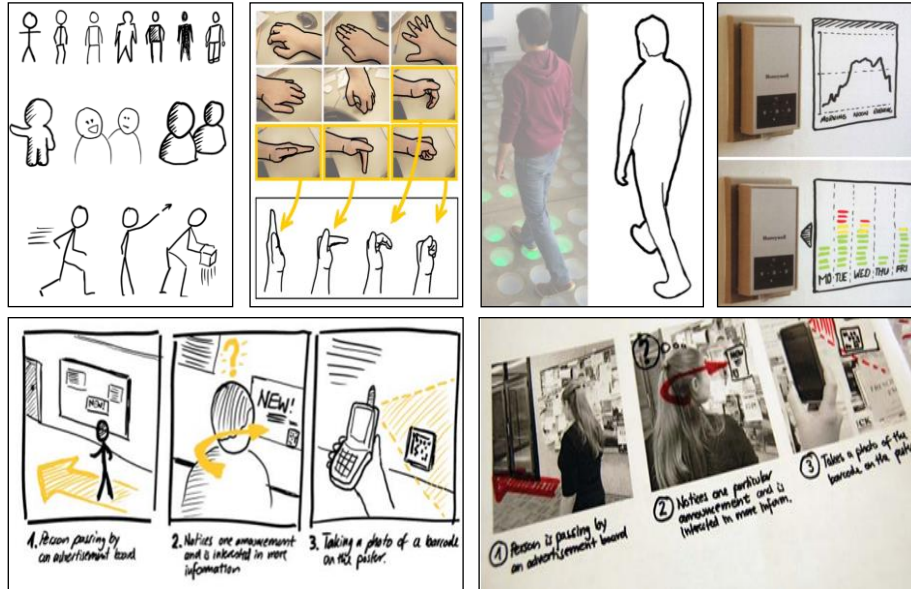 Honeywell
MORNING NOON EVENING
Honeywell
MO TUE WED THU FRI
NEW!
?
NEW!
1. Person passing by
an advertisement board
2. Notices one announcement
and is interested in more
information
3. Taking a photo of a barcode
on this poster.
?
NEW
1 Person is passing by
an advertisement board
2 Notices one particular
announcement and is
interested in more inform.
3 Takes a photo of the
barcode on the